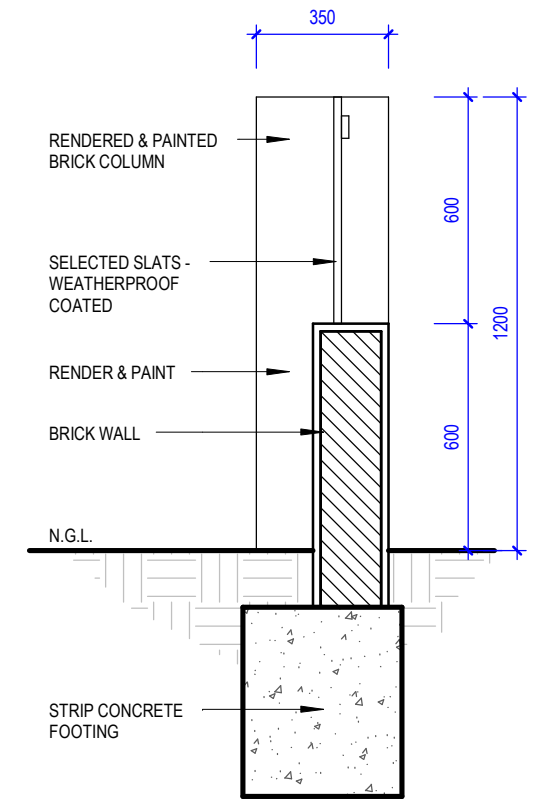 350
RENDERED & PAINTED
BRICK COLUMN
600
SELECTED SLATS -
WEATHERPROOF
COATED
1200
RENDER & PAINT
BRICK WALL
600
N.G.L.
STRIP CONCRETE
FOOTING